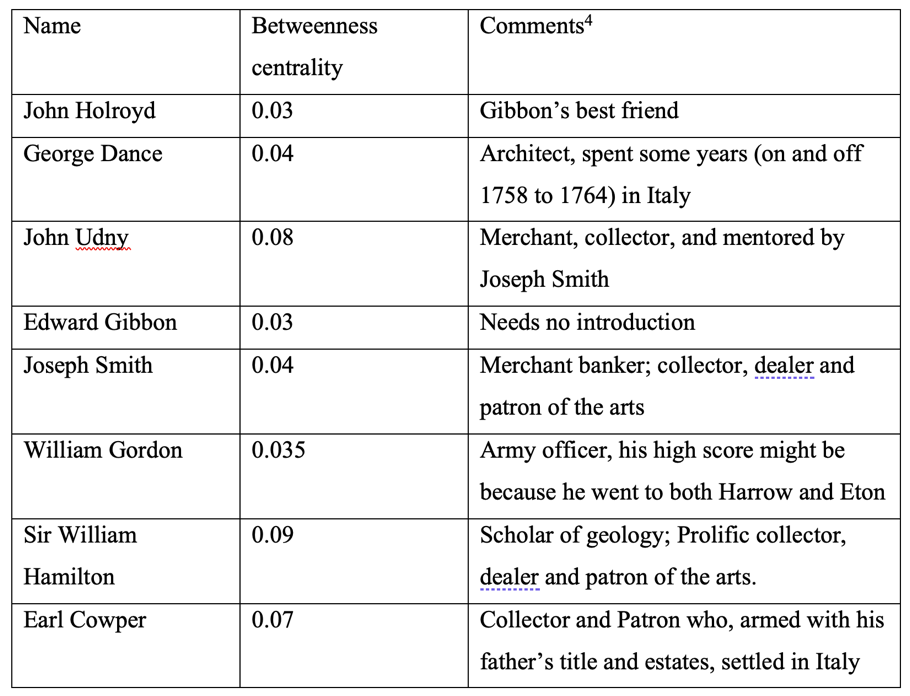 Name Betweenness Comments4
centrality
John Holroyd 0.03 Gibbon’s best friend
George Dance 0.04 Architect, spent some years (on and off
1758 to 1764) in Italy
John Udny 0.08 Merchant, collector, and mentored by
Joseph Smith
Edward Gibbon 0.03 Needs no introduction
Joseph Smith 0.04 Merchant banker; collector, dealer and
patron of the arts
William Gordon 0.035 Army officer, his high score might be
because he went to both Harrow and Eton
Sir William 0.09 Scholar of geology; Prolific collector,
Hamilton dealer and patron of the arts.
Earl Cowper 0.07 Collector and Patron who, armed with his
father’s title and estates, settled in Italy